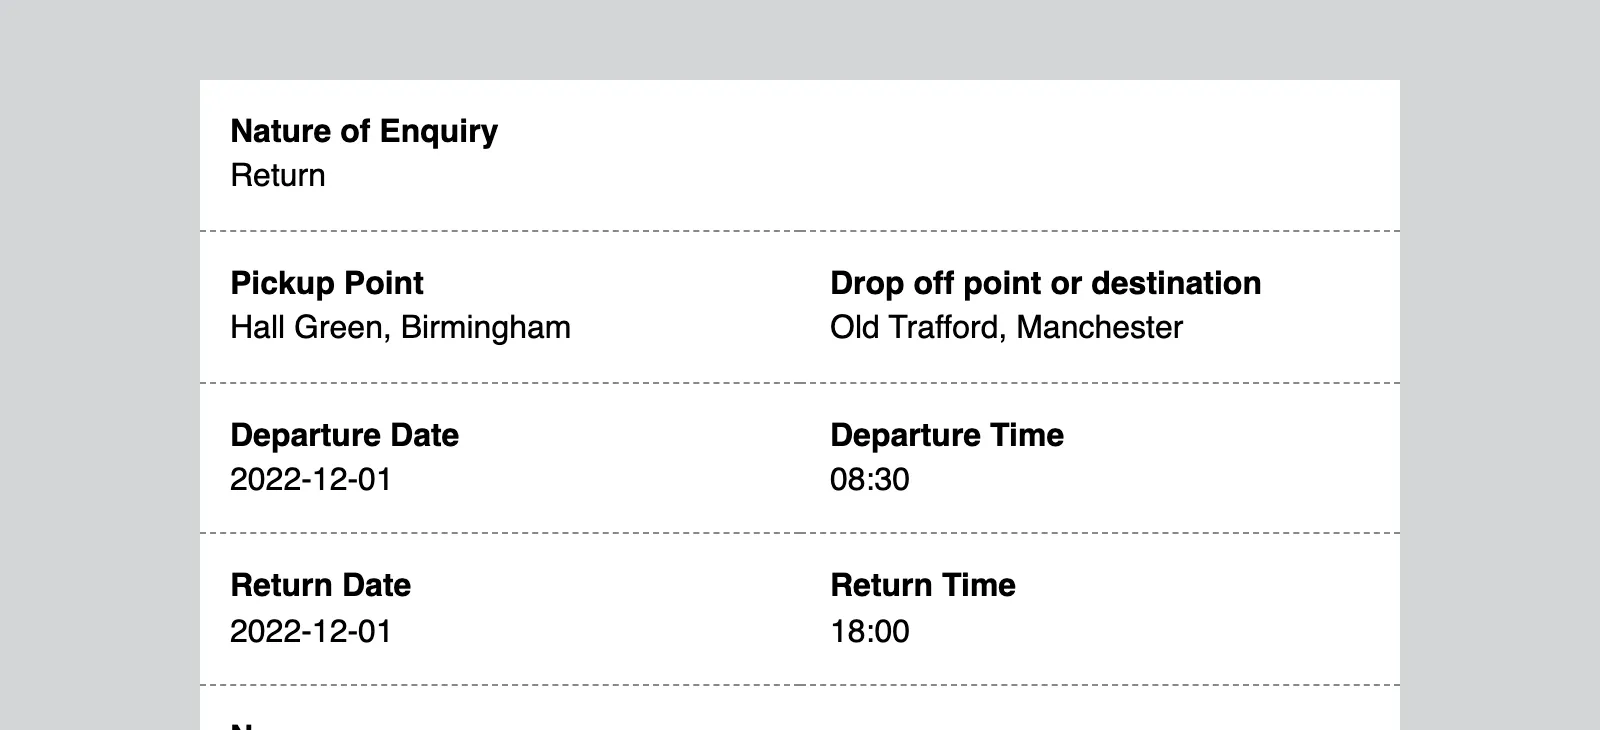 Nature of Enquiry
Return
Pickup Point
Hall Green, Birmingham
Drop off point or destination
Old Trafford, Manchester
Departure Date
2022-12-01
Departure Time
08:30
Return Date
2022-12-01
Return Time
18:00